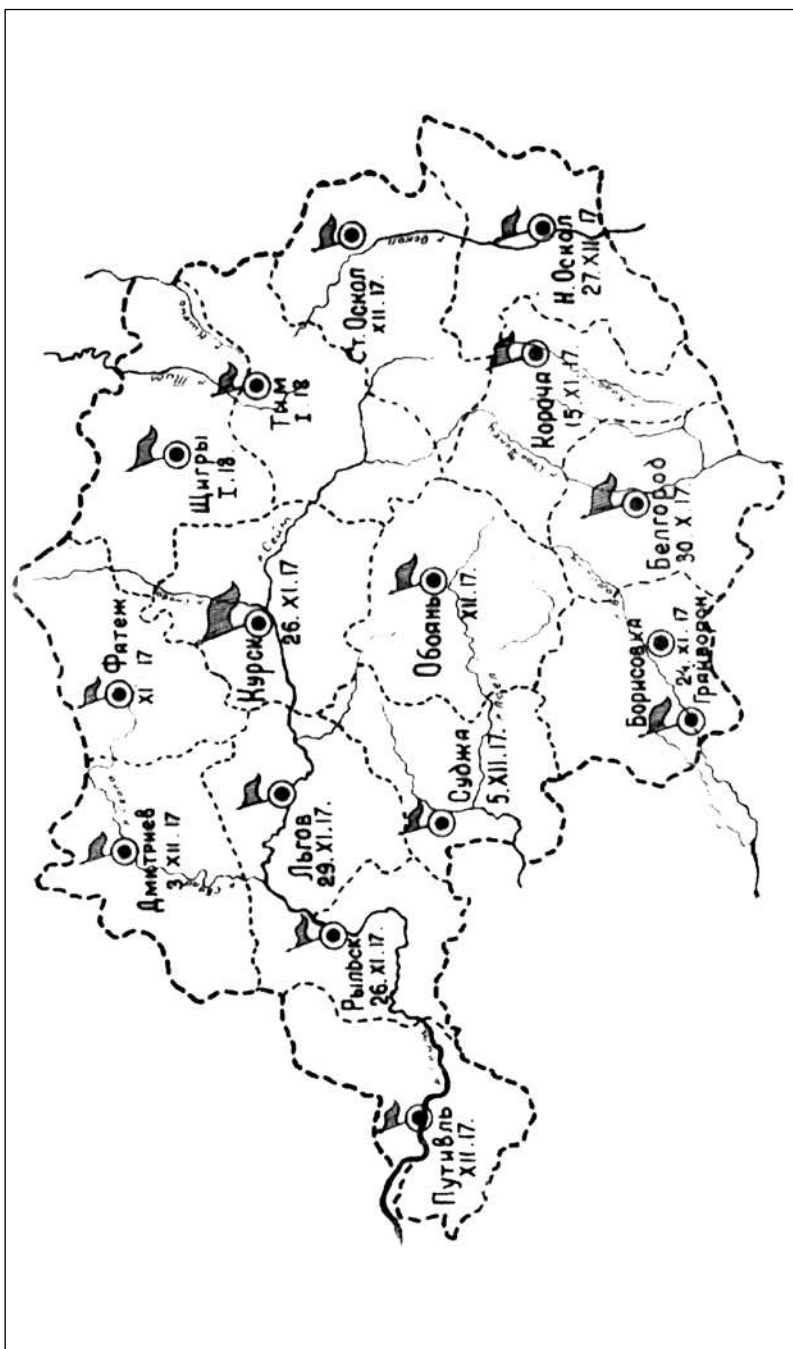 Дмитриев
3. XII. 17
Фатеж
XI. 17
Щигры
I. 18
Тым
I 18
р. Тим
Ст. Оскол
XII. 17.
р. Оскол
Н. Оскол
27. XII. 17
Курск
26. XI. 17
р. Сейм
Льгов
29. XI. 17.
Рыльск
26. XI. 17.
Путивль
XII. 17.
Суджа
5. XII. 17.
р. Псел
Обоянь
XII. 17.
Короча
15. XI. 17
Белгород
30. X. 17.
Борисовка
24. XI. 17
Грайворон